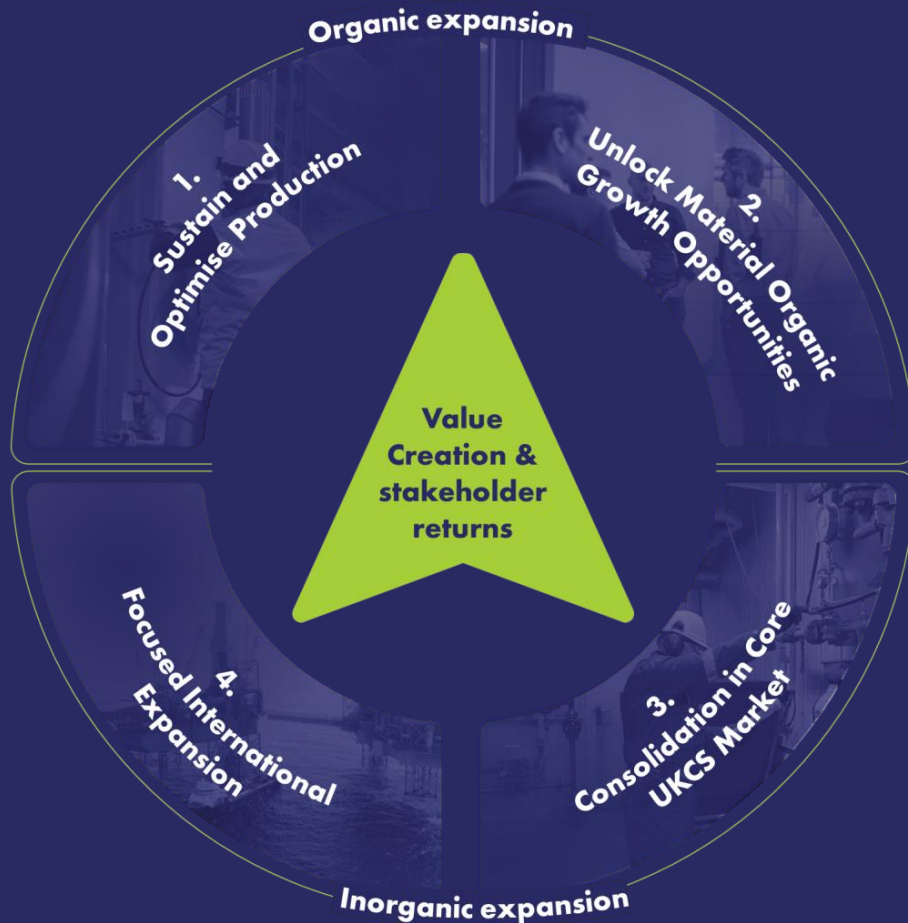 Organic expansion
1.
Sustain and
Optimise Production
2.
Unlock Material Organic
Growth Opportunities
Value
Creation &
stakeholder
returns
3.
Consolidation in Core
UKCS Market
4.
Focused International
Expansion
Inorganic expansion